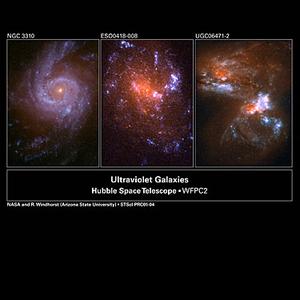 NGC 3310
ESO0418-008
UGC06471-2
Ultraviolet Galaxies
Hubble Space Telescope • WFPC2
NASA and R. Windhorst (Arizona State University) • STScI PRC01-04